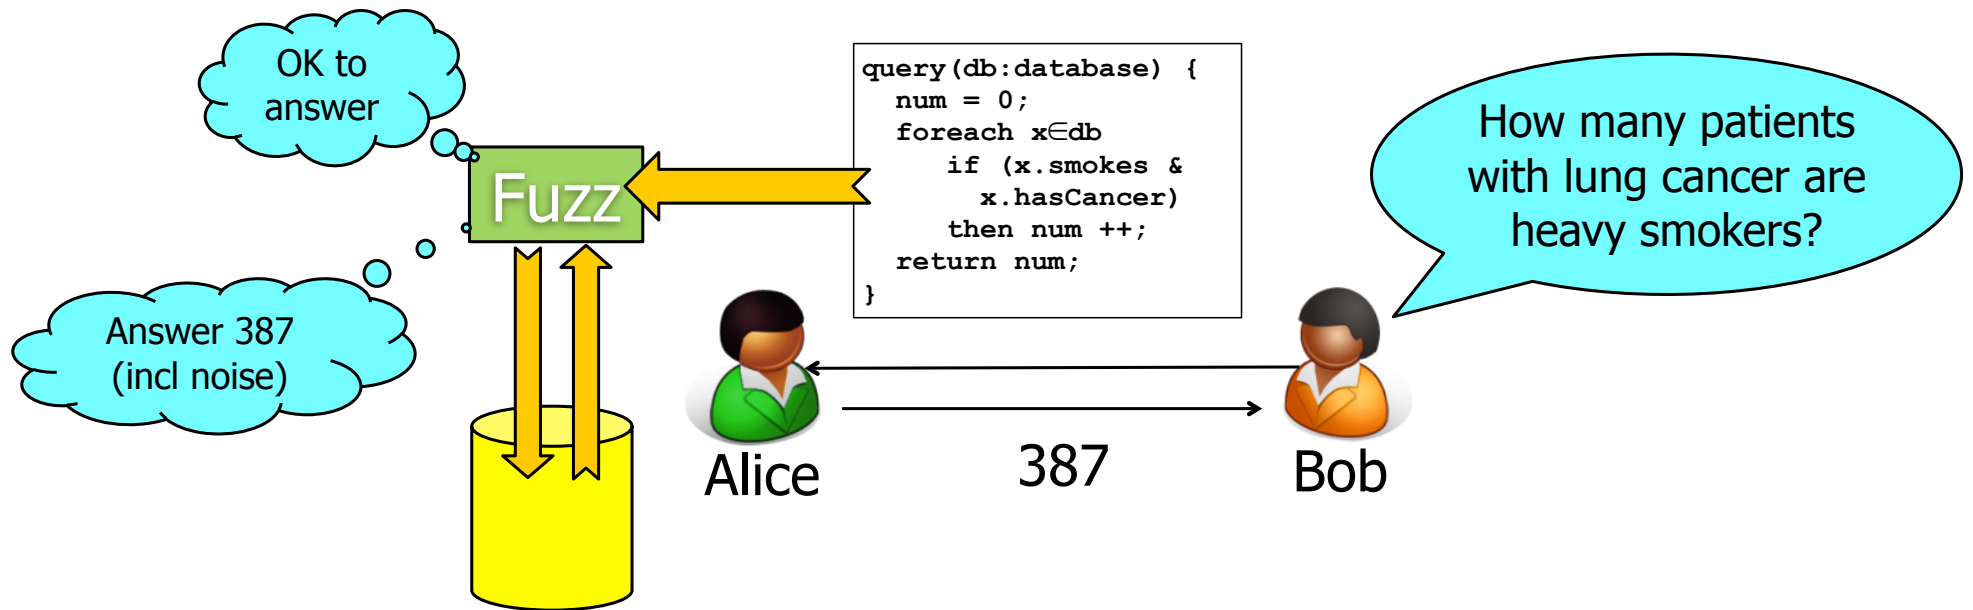 OK to
answer
Fuzz
Answer 387
(incl noise)
query(db:database) {
  num = 0;
  foreach x∈db
     if (x.smokes &
       x.hasCancer)
     then num ++;
  return num;
}
How many patients
with lung cancer are
heavy smokers?
Alice
387
Bob